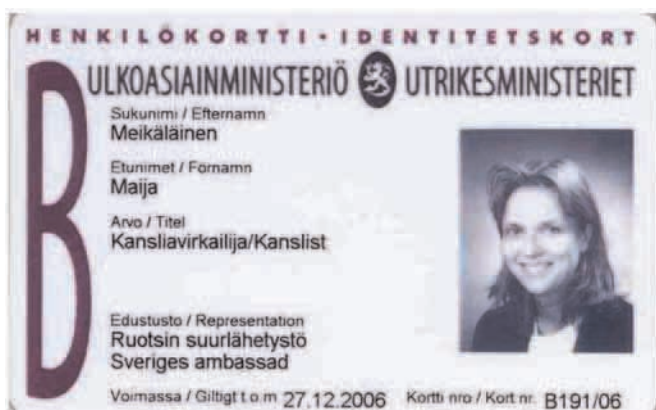 HENKILÖKORTTI • IDENTITETSKORT
B
ULKOASIAINMINISTERIÖ UTRIKESMINISTERIET
Sukunimi / Efternamn
Meikäläinen
Etunimet / Förnamn
Maija
Arvo / Titel
Kansliavirkailija/Kanslist
Edustusto / Representation
Ruotsin suurlähetystö
Sveriges ambassad
Voimassa / Giltigt t o m 27.12.2006 Kortti nro / Kort nr. B191/06